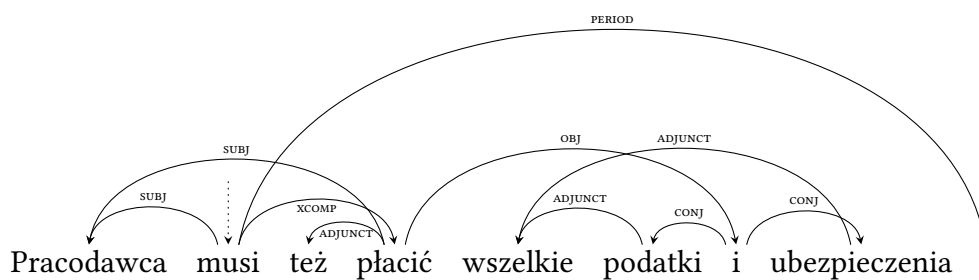 PERIOD
SUBJ OBJ ADJUNCT
SUBJ XCOMP ADJUNCT ADJUNCT CONJ CONJ
Pracodawca musi też płacić wszelkie podatki i ubezpieczenia